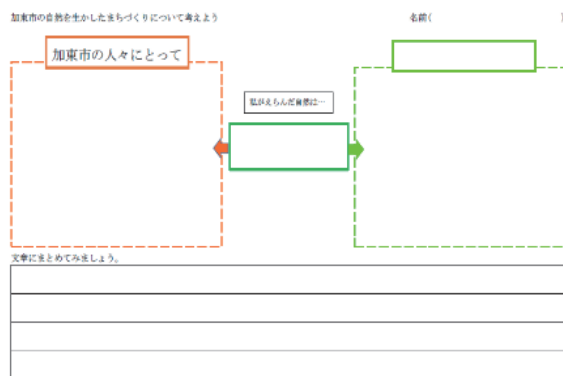 加東市の自然を生かしたまちづくりについて考えよう
名前(
加東市の人々にとって
私がえらんだ自然は…
文章にまとめてみましょう。